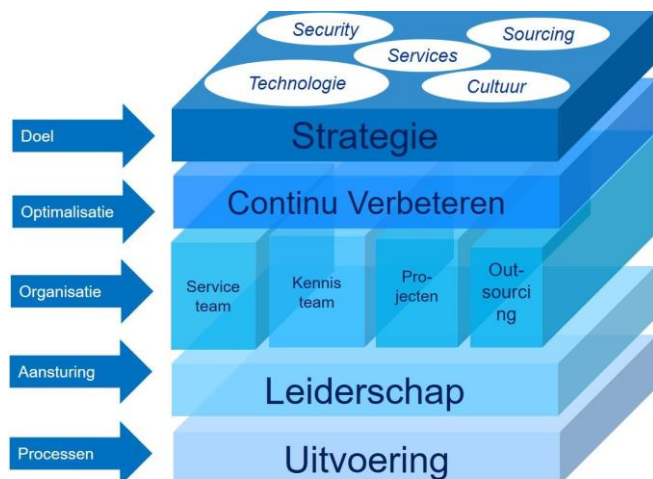 Security
Sourcing
Services
Technologie
Cultuur
Doel
Strategie
Optimalisatie
Continu Verbeteren
Organisatie
Service
team
Kennis
team
Pro-
jecten
Out-
sourci
ng
Aansturing
Leiderschap
Processen
Uitvoering